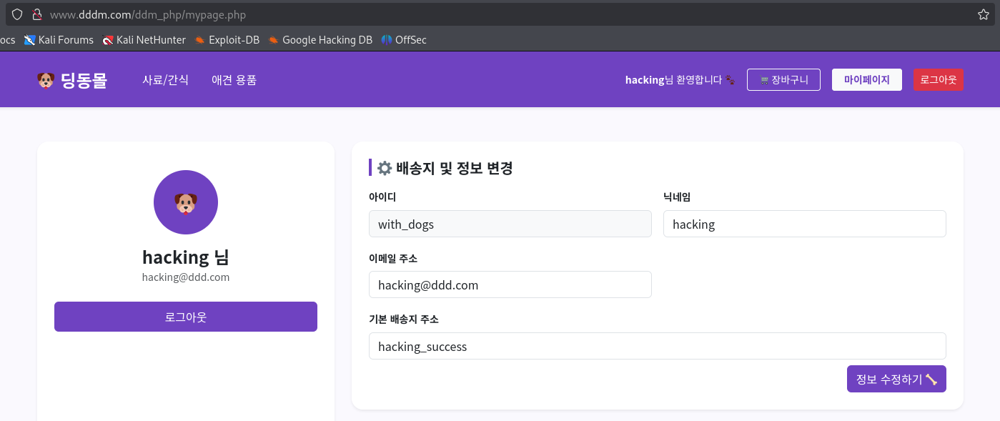 www.dddm.com/ddm_php/mypage.php
ocs Kali Forums Kali NetHunter Exploit-DB Google Hacking DB OffSec
딩동몰 사료/간식 애견 용품 hacking님 환영합니다 장바구니 마이페이지 로그아웃
hacking 님
hacking@ddd.com
로그아웃
배송지 및 정보 변경
아이디 닉네임
with_dogs hacking
이메일 주소
hacking@ddd.com
기본 배송지 주소
hacking_success
정보 수정하기